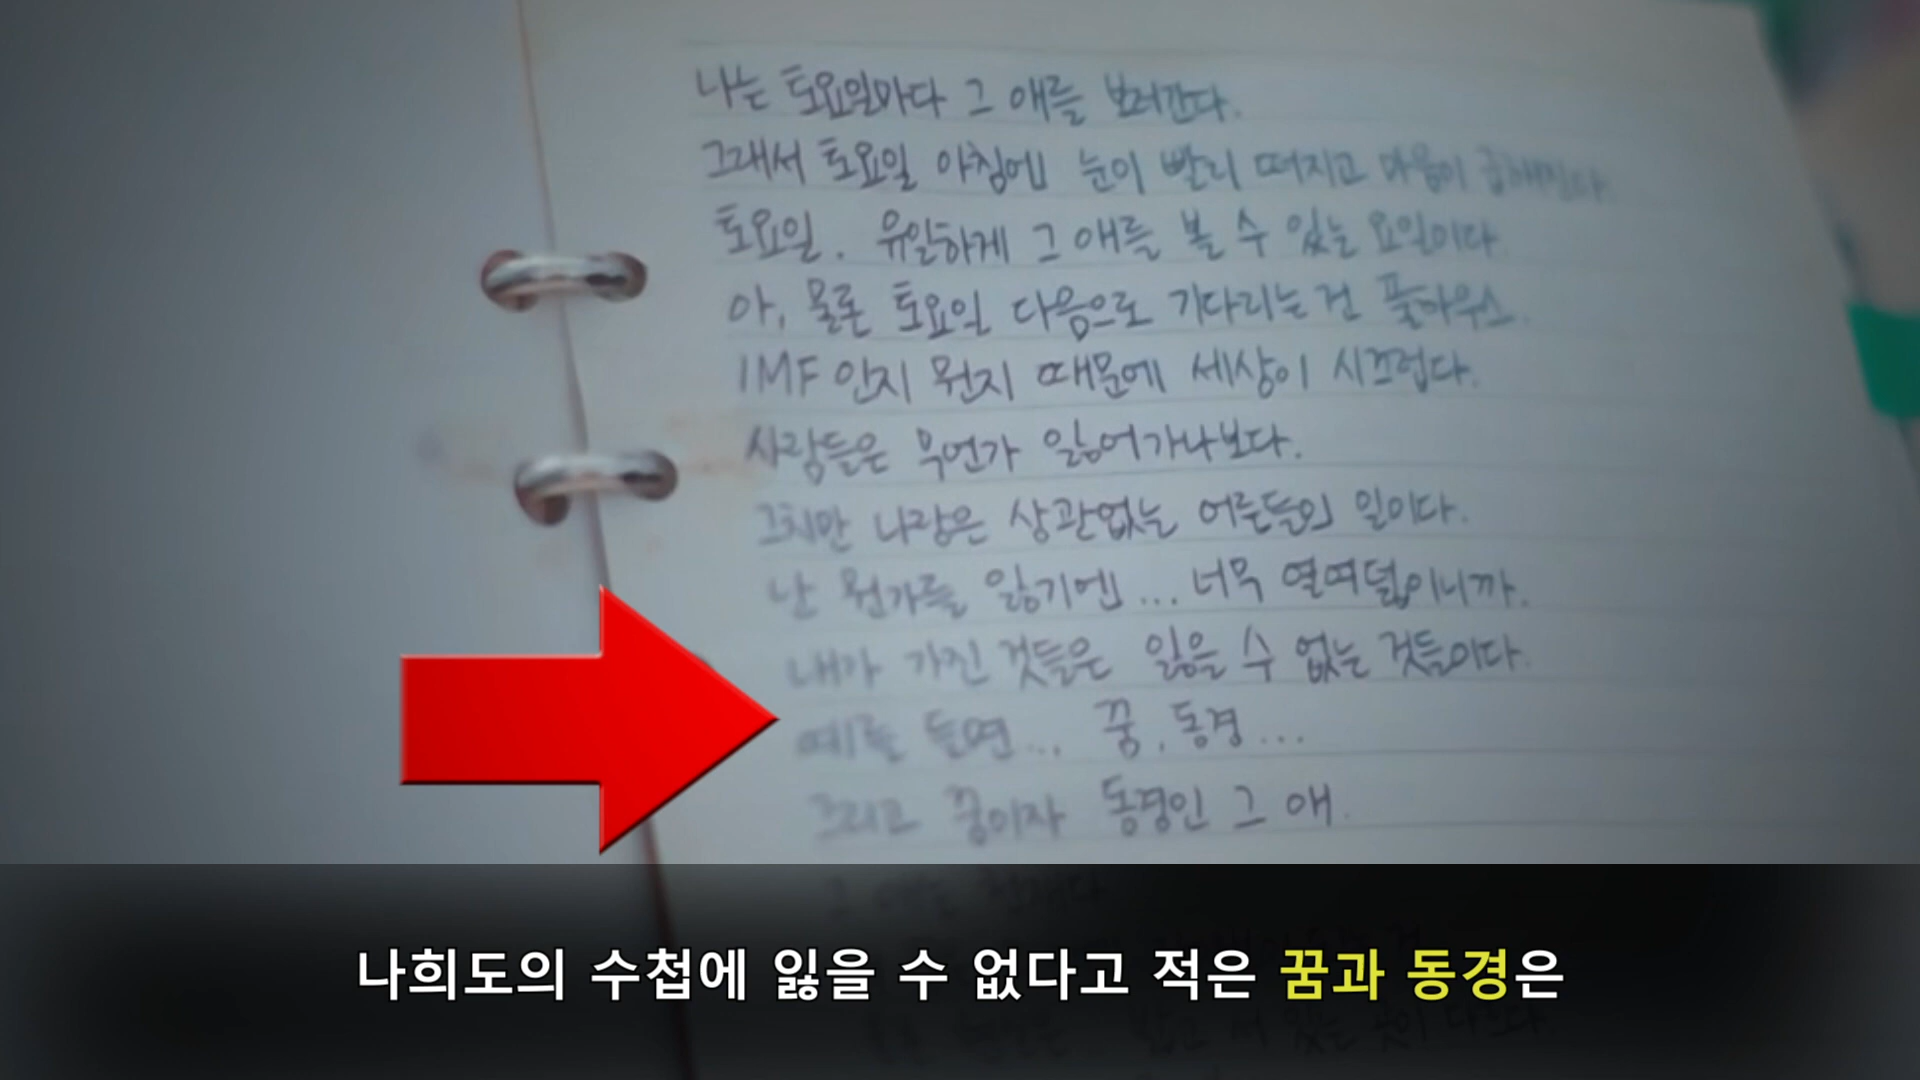 나는 토요일마다 그 애를 보러간다.
그래서 토요일 아침에 눈이 빨리 떠지고 마음이 급해진다.
토요일. 유일하게 그 애를 볼 수 있는 요일이다.
아, 물론 토요일 다음으로 기다리는건 풀하우스.
IMF인지 뭔지 때문에 세상이 시끄럽다.
사람들은 무언가 잃어가나보다.
그치만 나랑은 상관없는 어른들의 일이다.
난 뭔가를 잃기엔... 너무 열여덟이니까.
내가 가진 것들은 잃을 수 없는 것들이다.
예를 들면... 꿈, 동경...
그리고 꿈이자 동경인 그 애.
그 애는
나희도의 수첩에 잃을 수 없다고 적은 꿈과 동경은